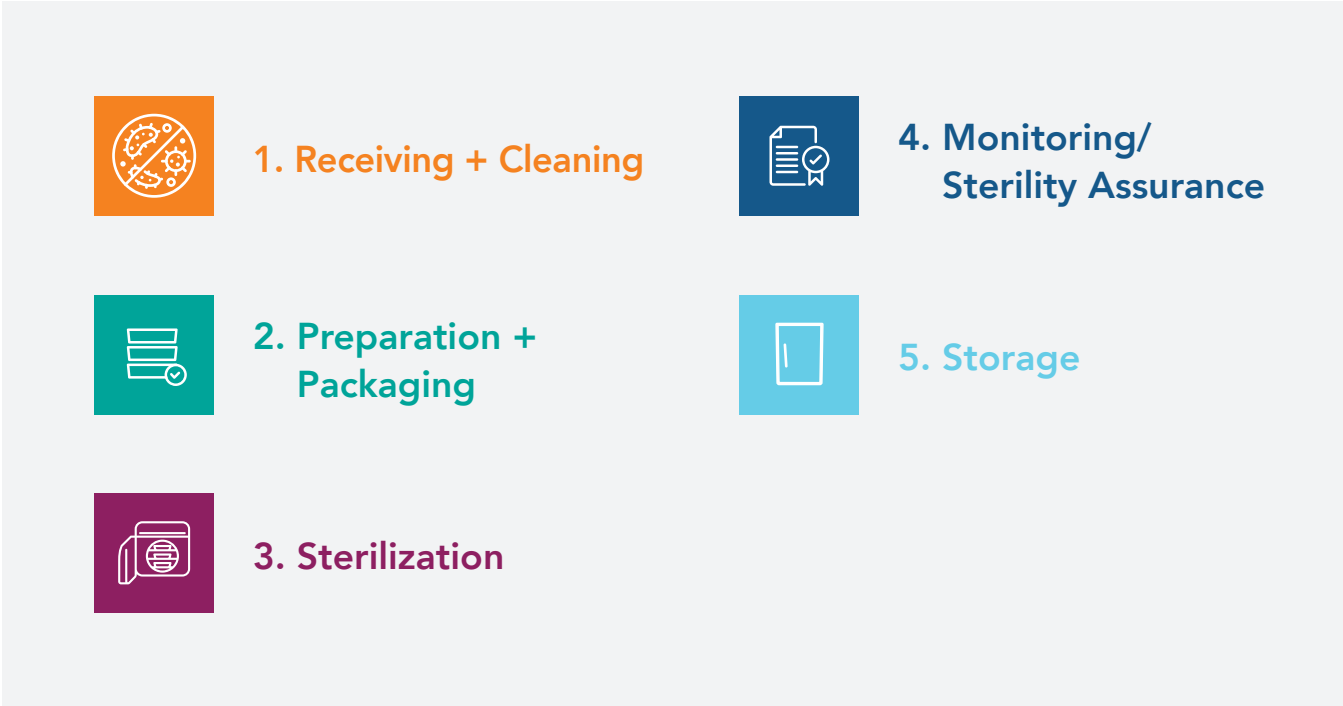 1. Receiving + Cleaning
2. Preparation +
Packaging
3. Sterilization
4. Monitoring/
Sterility Assurance
5. Storage